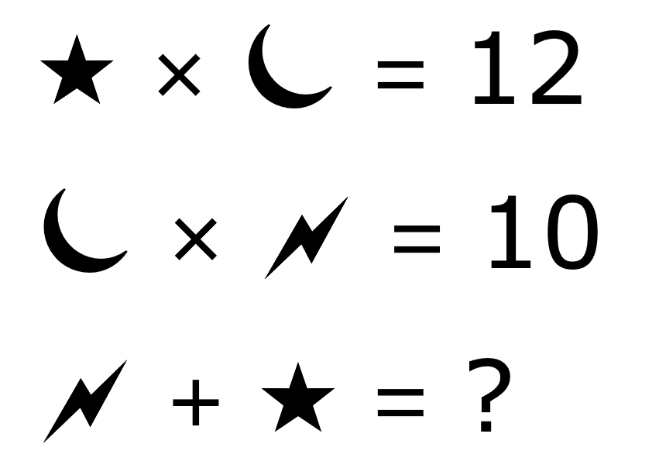 ★ × ☾ = 12
☾ × ⚡ = 10
⚡ + ★ = ?